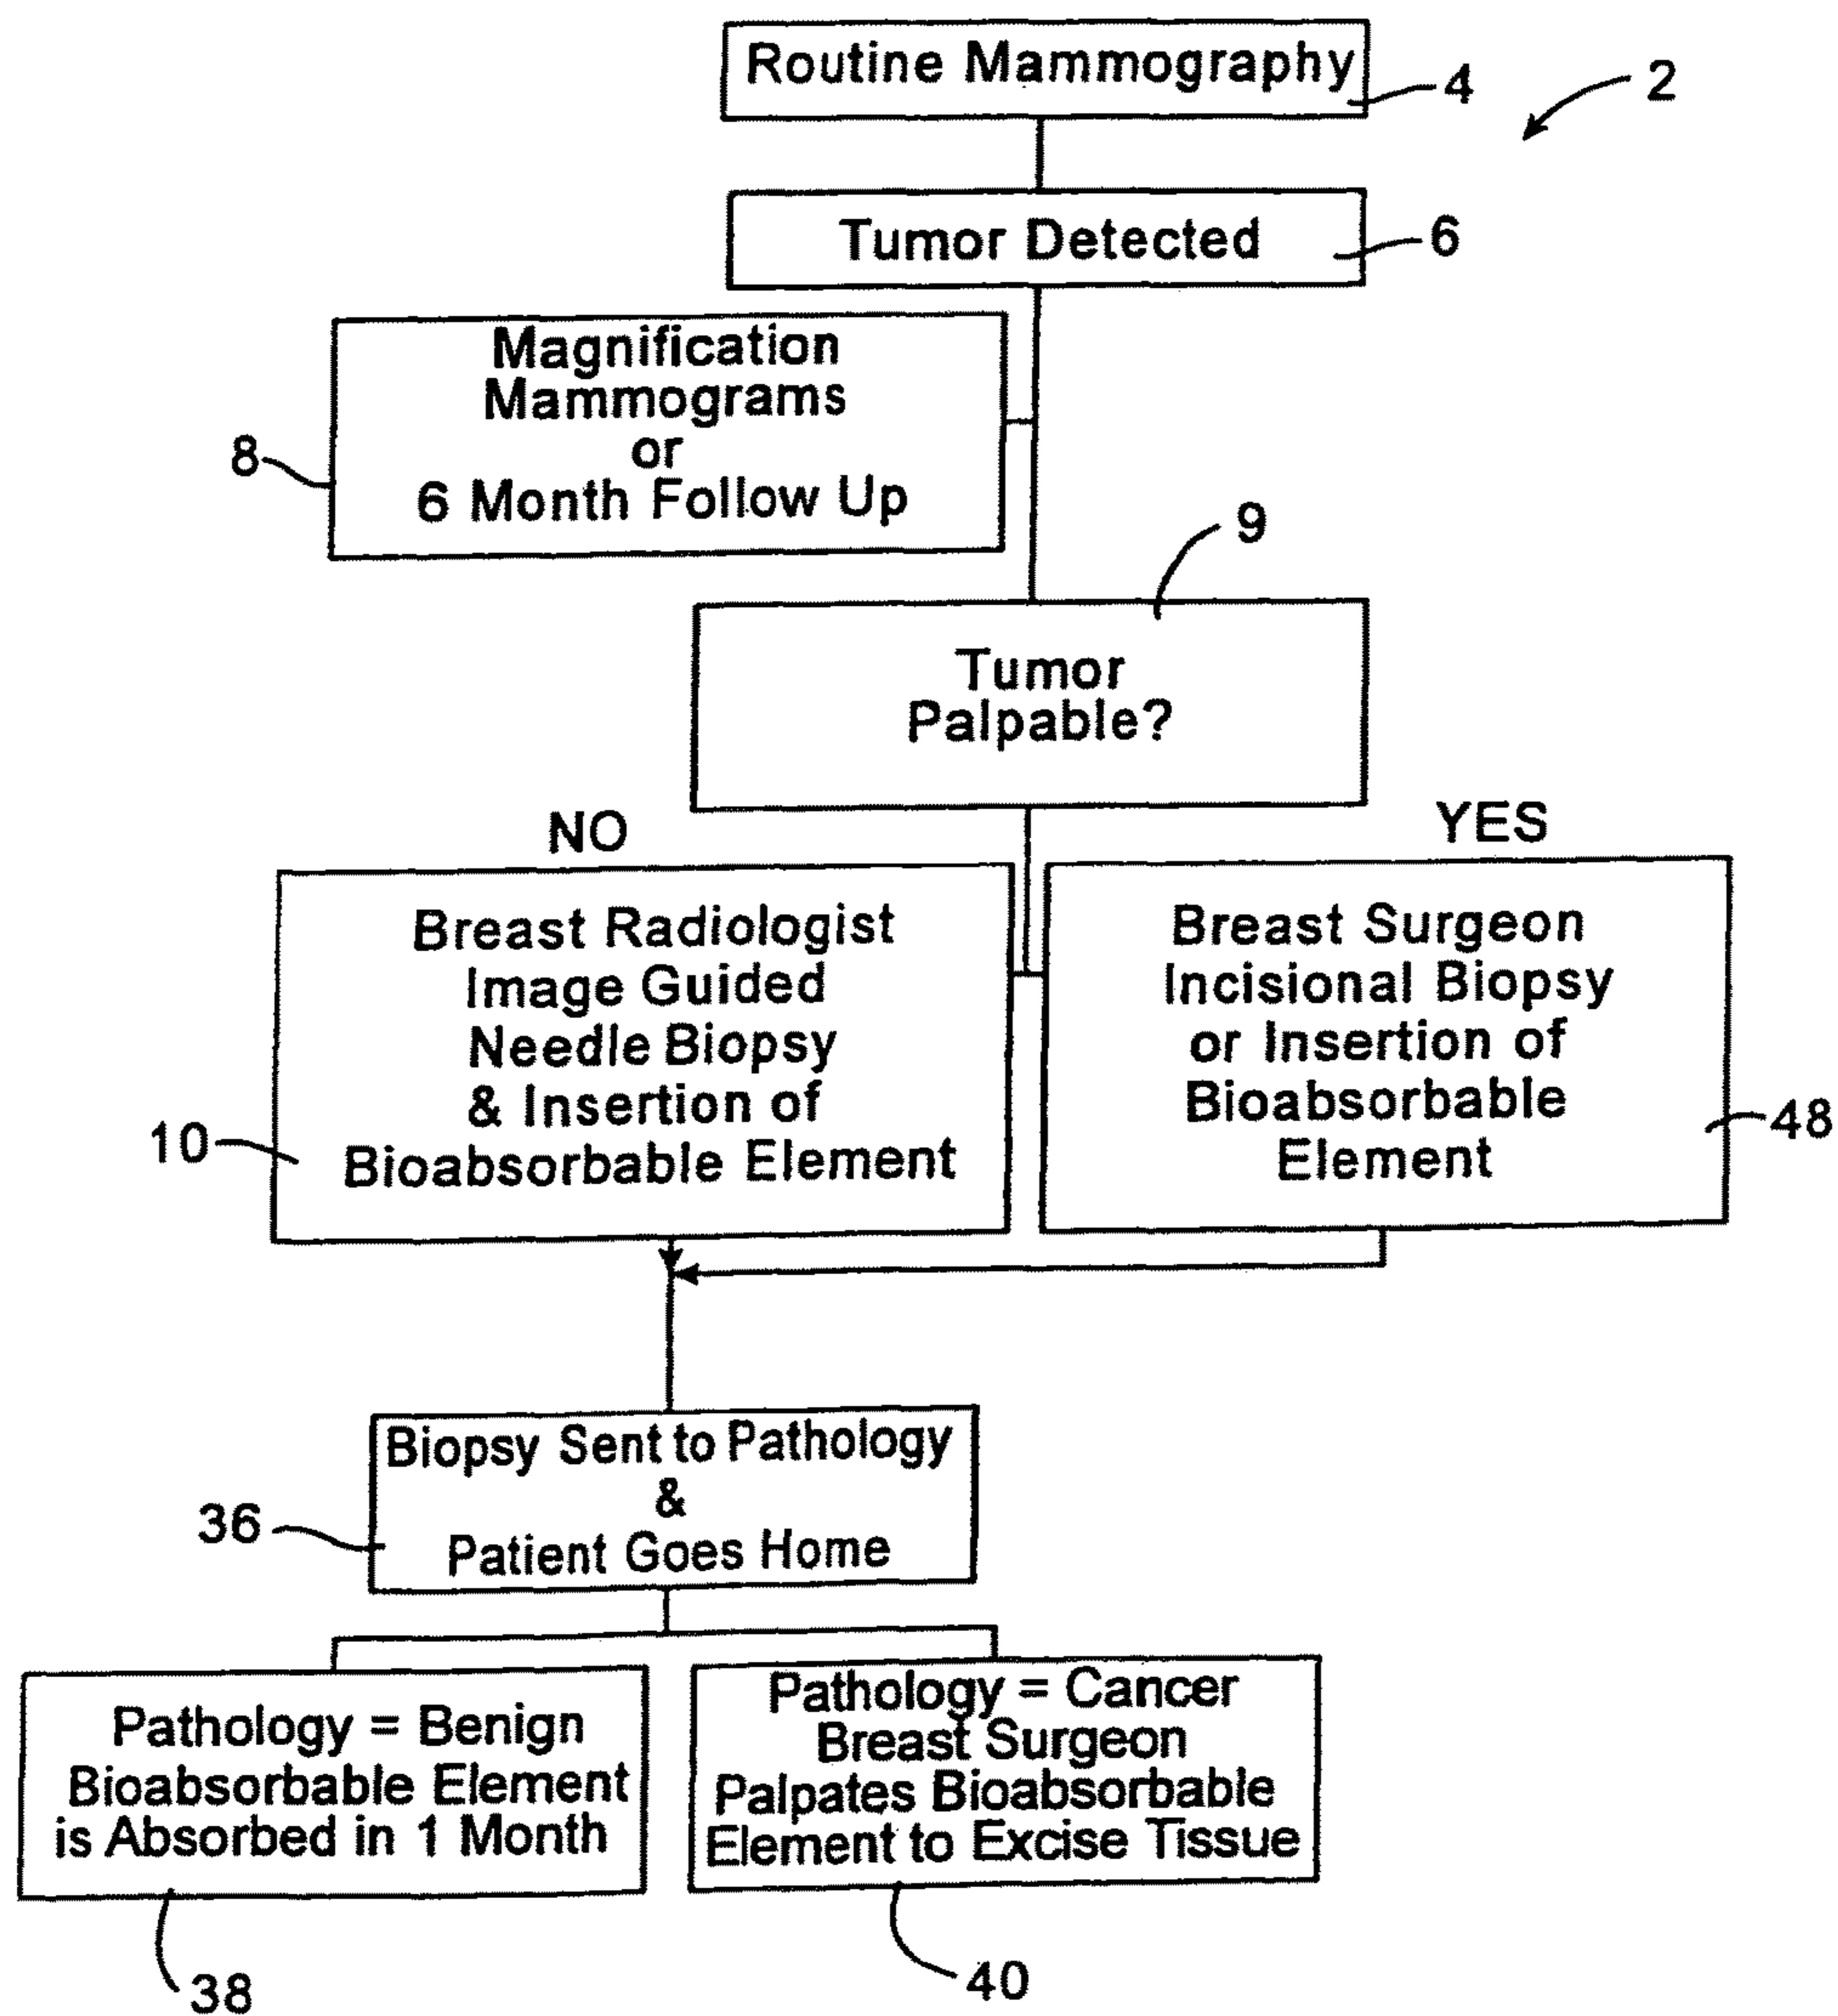 Routine Mammography
4
2
Tumor Detected
6
Magnification
Mammograms
or
6 Month Follow Up
8
9
Tumor
Palpable?
NO
YES
Breast Radiologist
Image Guided
Needle Biopsy
& Insertion of
Bioabsorbable Element
10
Breast Surgeon
Incisional Biopsy
or Insertion of
Bioabsorbable
Element
48
Biopsy Sent to Pathology
&
Patient Goes Home
36
Pathology = Benign
Bioabsorbable Element
is Absorbed in 1 Month
38
Pathology = Cancer
Breast Surgeon
Palpates Bioabsorbable
Element to Excise Tissue
40